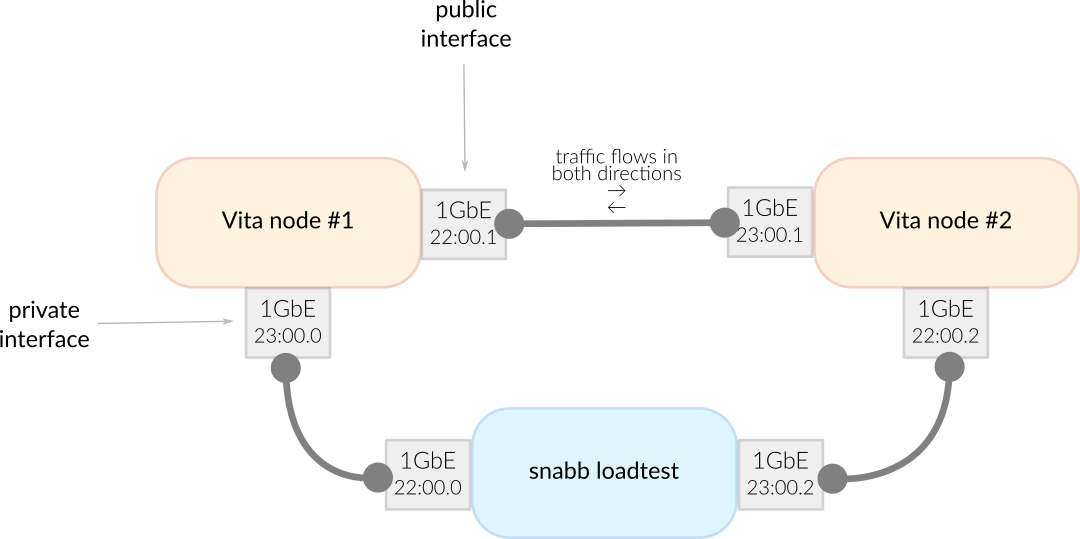 public
interface
traffic flows in
both directions
→
←
Vita node #1
1GbE
22:00.1
1GbE
23:00.1
Vita node #2
private
interface
1GbE
23:00.0
1GbE
22:00.2
1GbE
22:00.0
snabb loadtest
1GbE
23:00.2